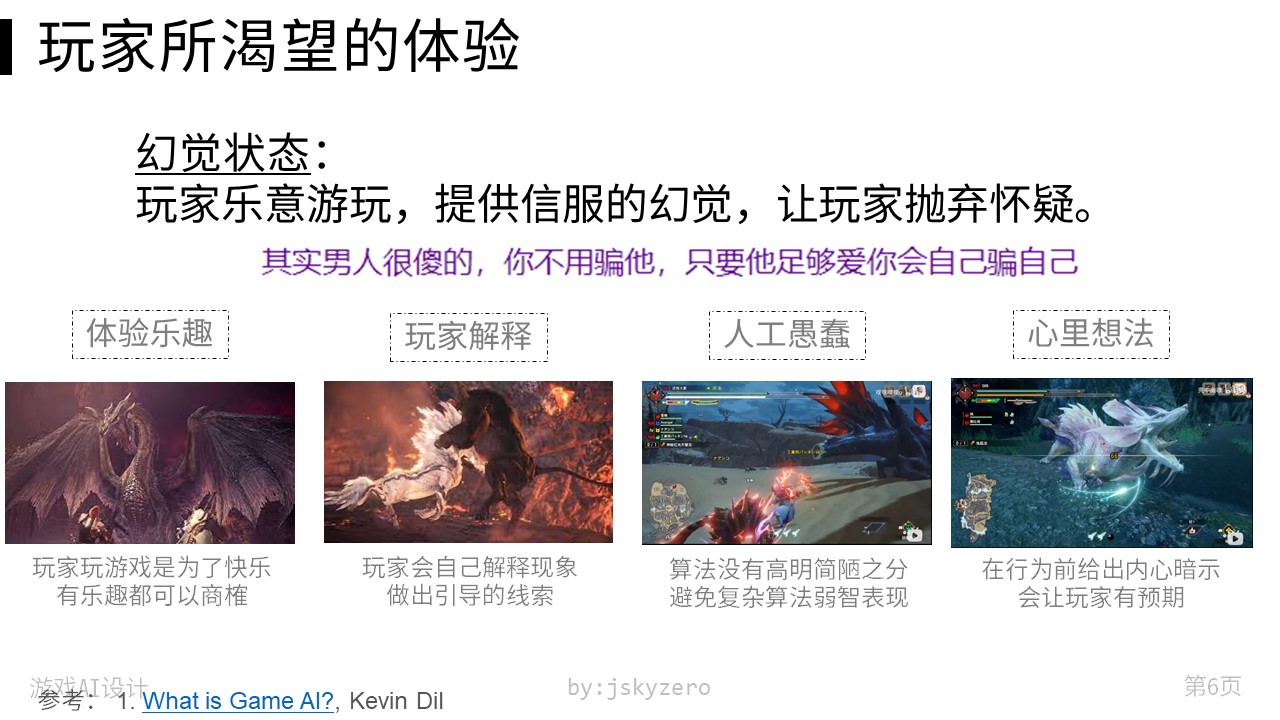 玩家所渴望的体验
幻觉状态：
玩家乐意游玩，提供信服的幻觉，让玩家抛弃怀疑。
其实男人很傻的，你不用骗他，只要他足够爱你会自己骗自己
体验乐趣
玩家解释
人工愚蠢
心里想法
玩家玩游戏是为了快乐
有乐趣都可以商榷
玩家会自己解释现象
做出引导的线索
算法没有高明简陋之分
避免复杂算法弱智表现
在行为前给出内心暗示
会让玩家有预期
游戏AI设计
参考： 1. What is Game AI?, Kevin Dil
by:jskyzero
第6页